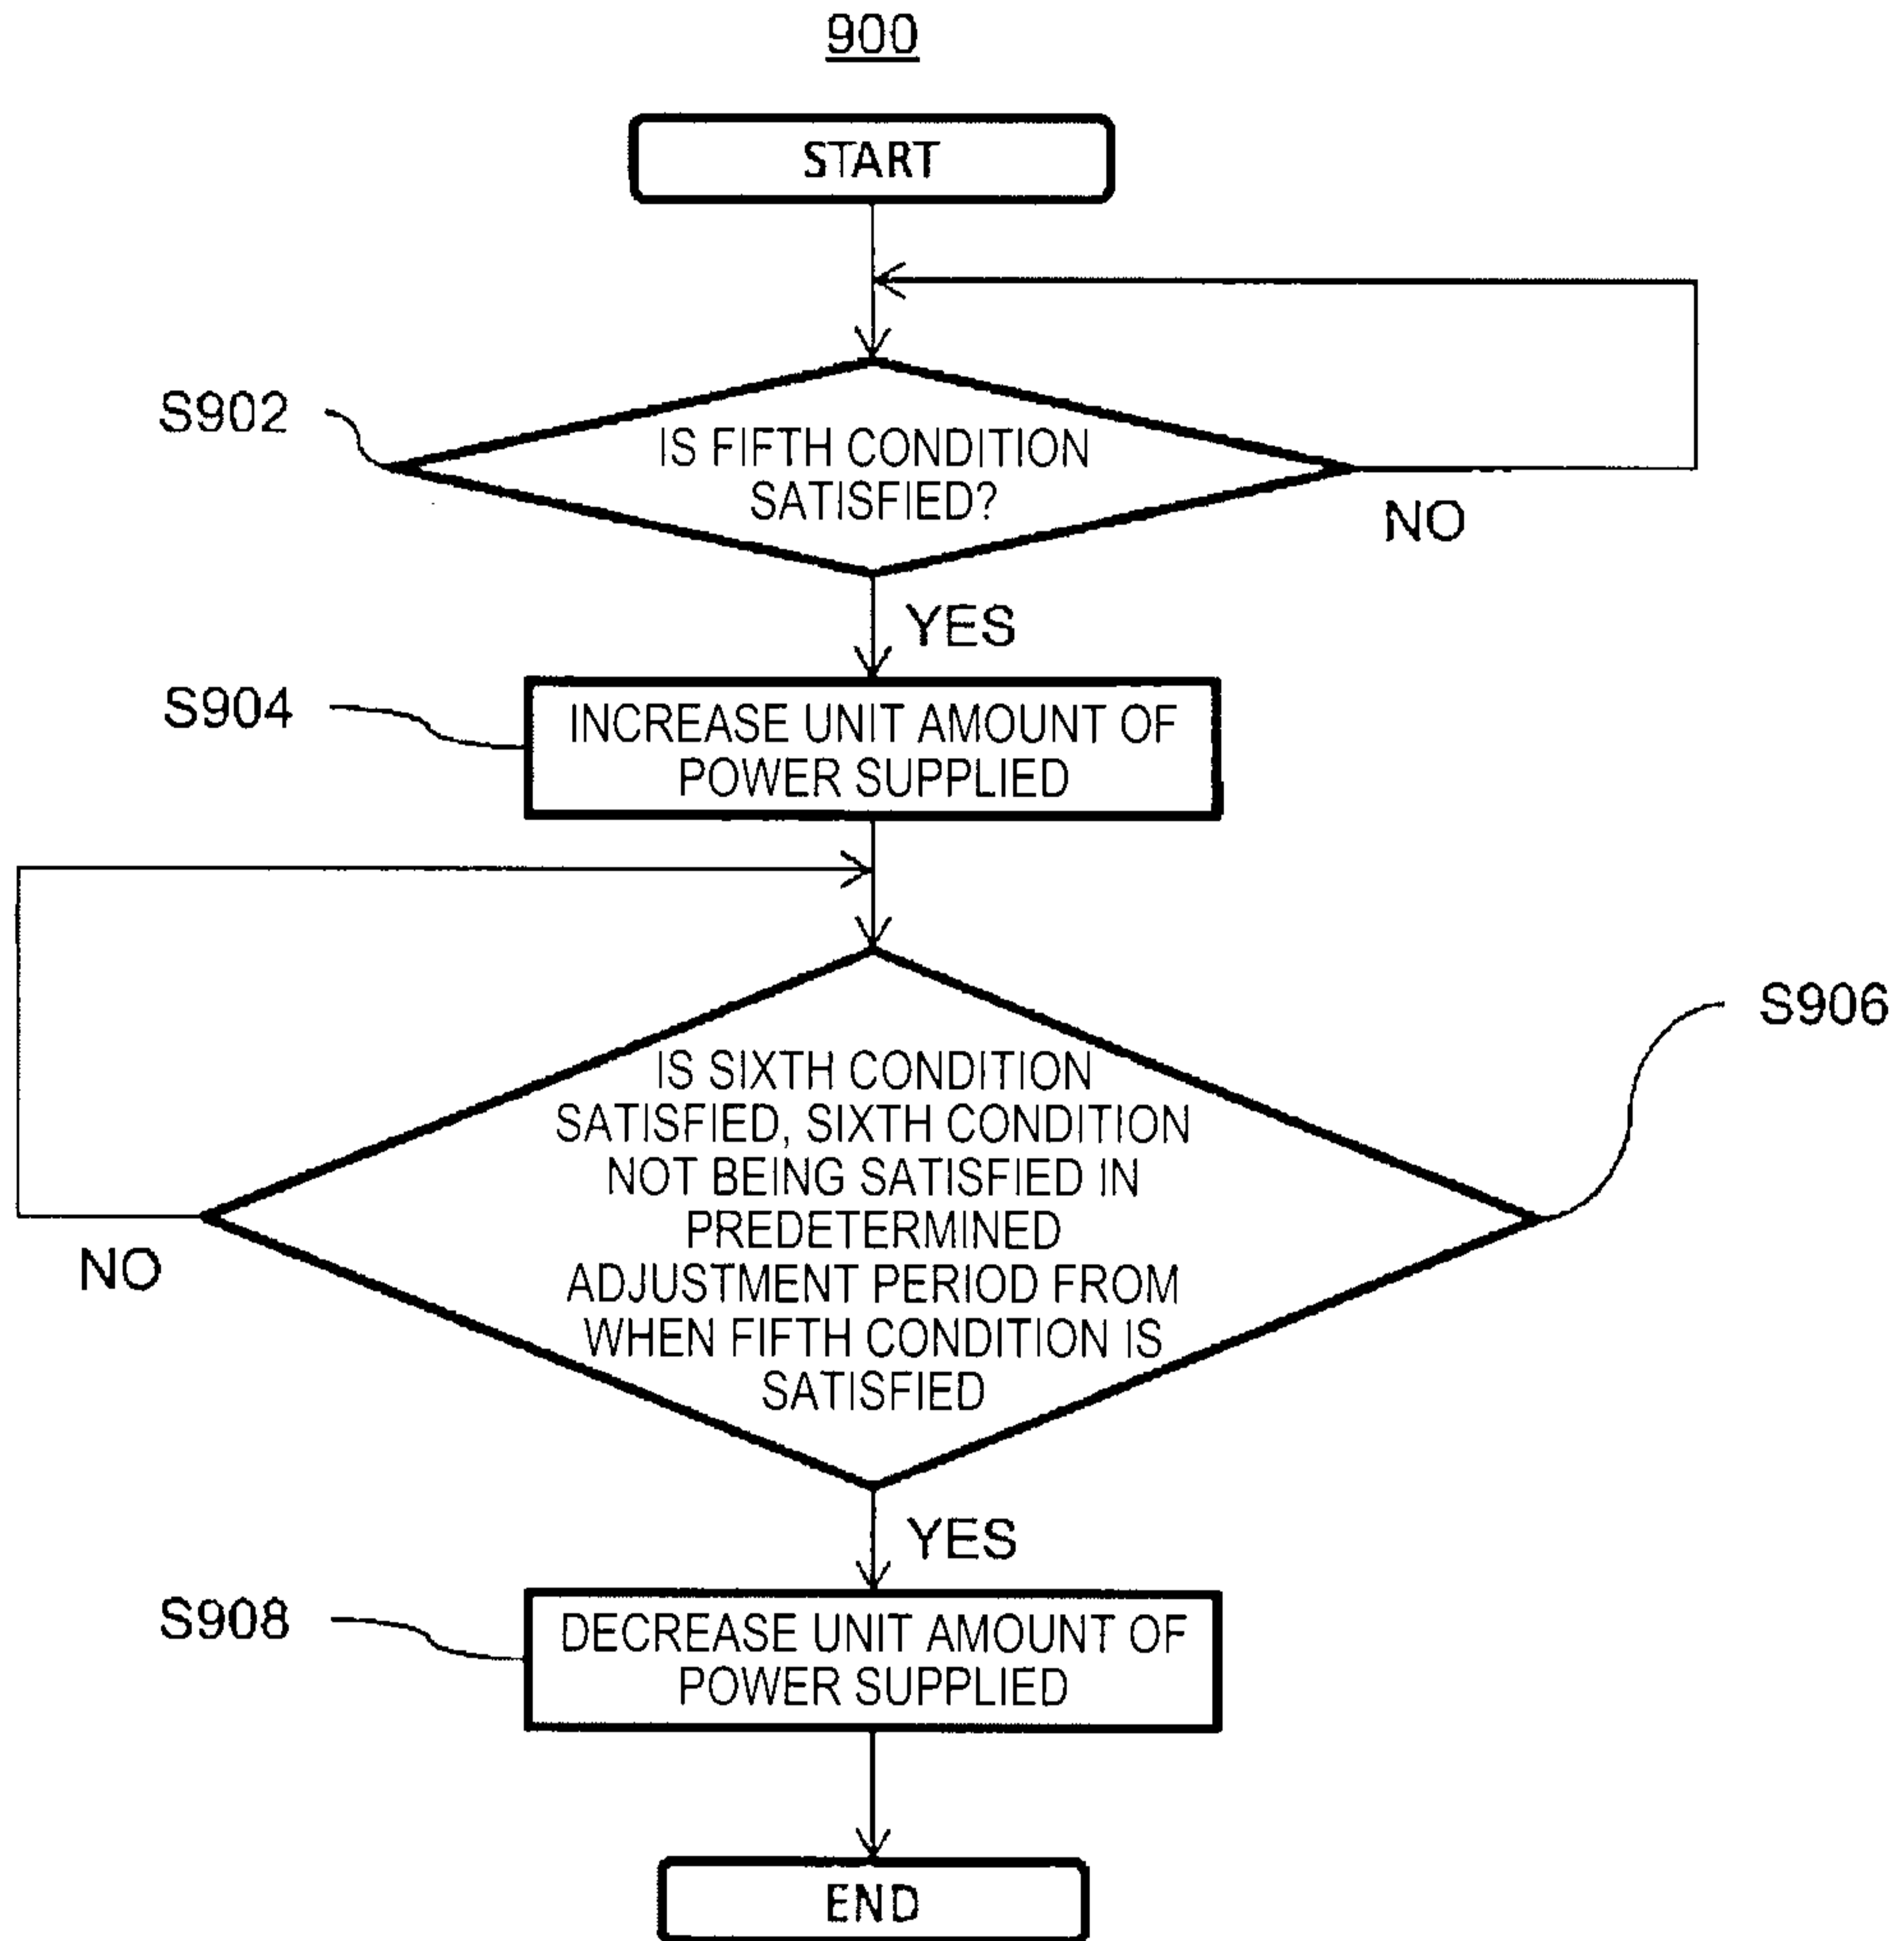 900
START
S902
IS FIFTH CONDITION
SATISFIED?
NO
YES
S904
INCREASE UNIT AMOUNT OF
POWER SUPPLIED
S906
IS SIXTH CONDITION
SATISFIED, SIXTH CONDITION
NOT BEING SATISFIED IN
PREDETERMINED
ADJUSTMENT PERIOD FROM
WHEN FIFTH CONDITION IS
SATISFIED
NO
YES
S908
DECREASE UNIT AMOUNT OF
POWER SUPPLIED
END